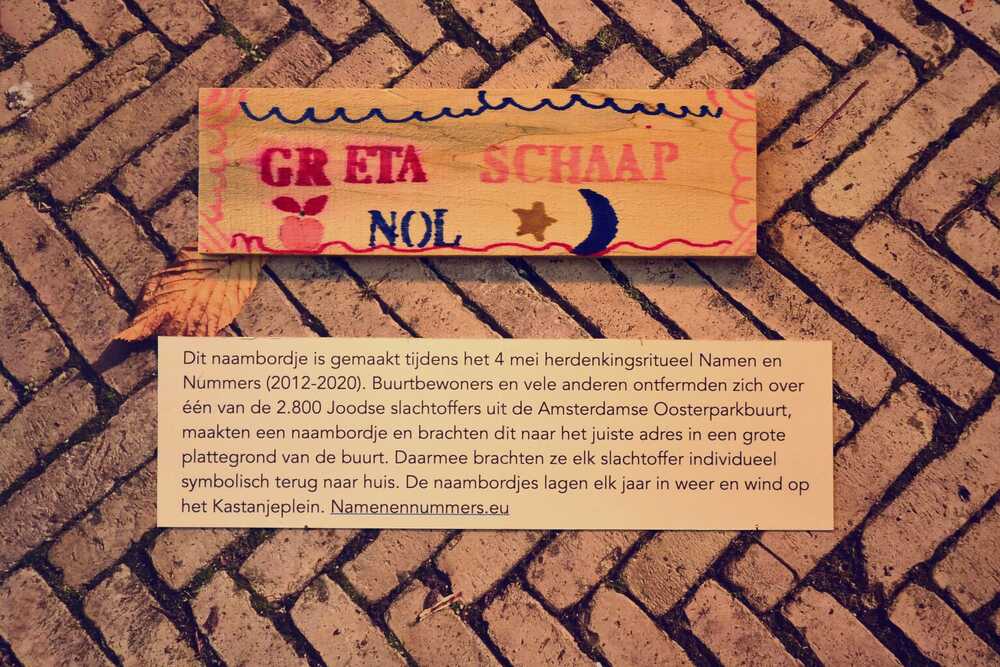 GRETA SCHAAP
NOL
Dit naambordje is gemaakt tijdens het 4 mei herdenkingsritueel Namen en
Nummers (2012-2020). Buurtbewoners en vele anderen ontfermden zich over
één van de 2.800 Joodse slachtoffers uit de Amsterdamse Oosterparkbuurt,
maakten een naambordje en brachten dit naar het juiste adres in een grote
plattegrond van de buurt. Daarmee brachten ze elk slachtoffer individueel
symbolisch terug naar huis. De naambordjes lagen elk jaar in weer en wind op
het Kastanjeplein. Namenennummers.eu